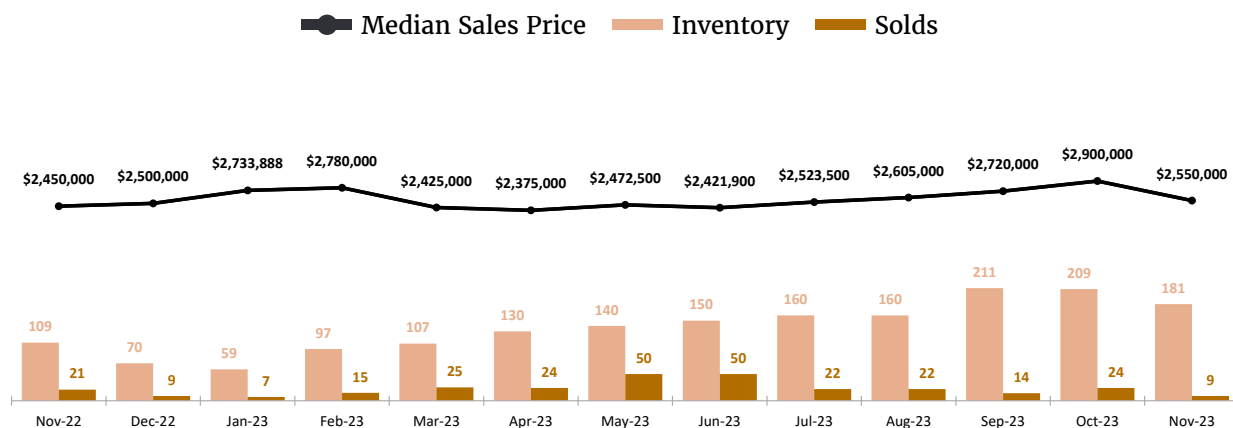 Median Sales Price Inventory Solds
$2,450,000 $2,500,000 $2,733,888 $2,780,000 $2,425,000 $2,375,000 $2,472,500 $2,421,900 $2,523,500 $2,605,000 $2,720,000 $2,900,000 $2,550,000
109 70 59 97 107 130 140 150 160 160 211 209 181
21 9 7 15 25 24 50 50 22 22 14 24 9
Nov-22 Dec-22 Jan-23 Feb-23 Mar-23 Apr-23 May-23 Jun-23 Jul-23 Aug-23 Sep-23 Oct-23 Nov-23